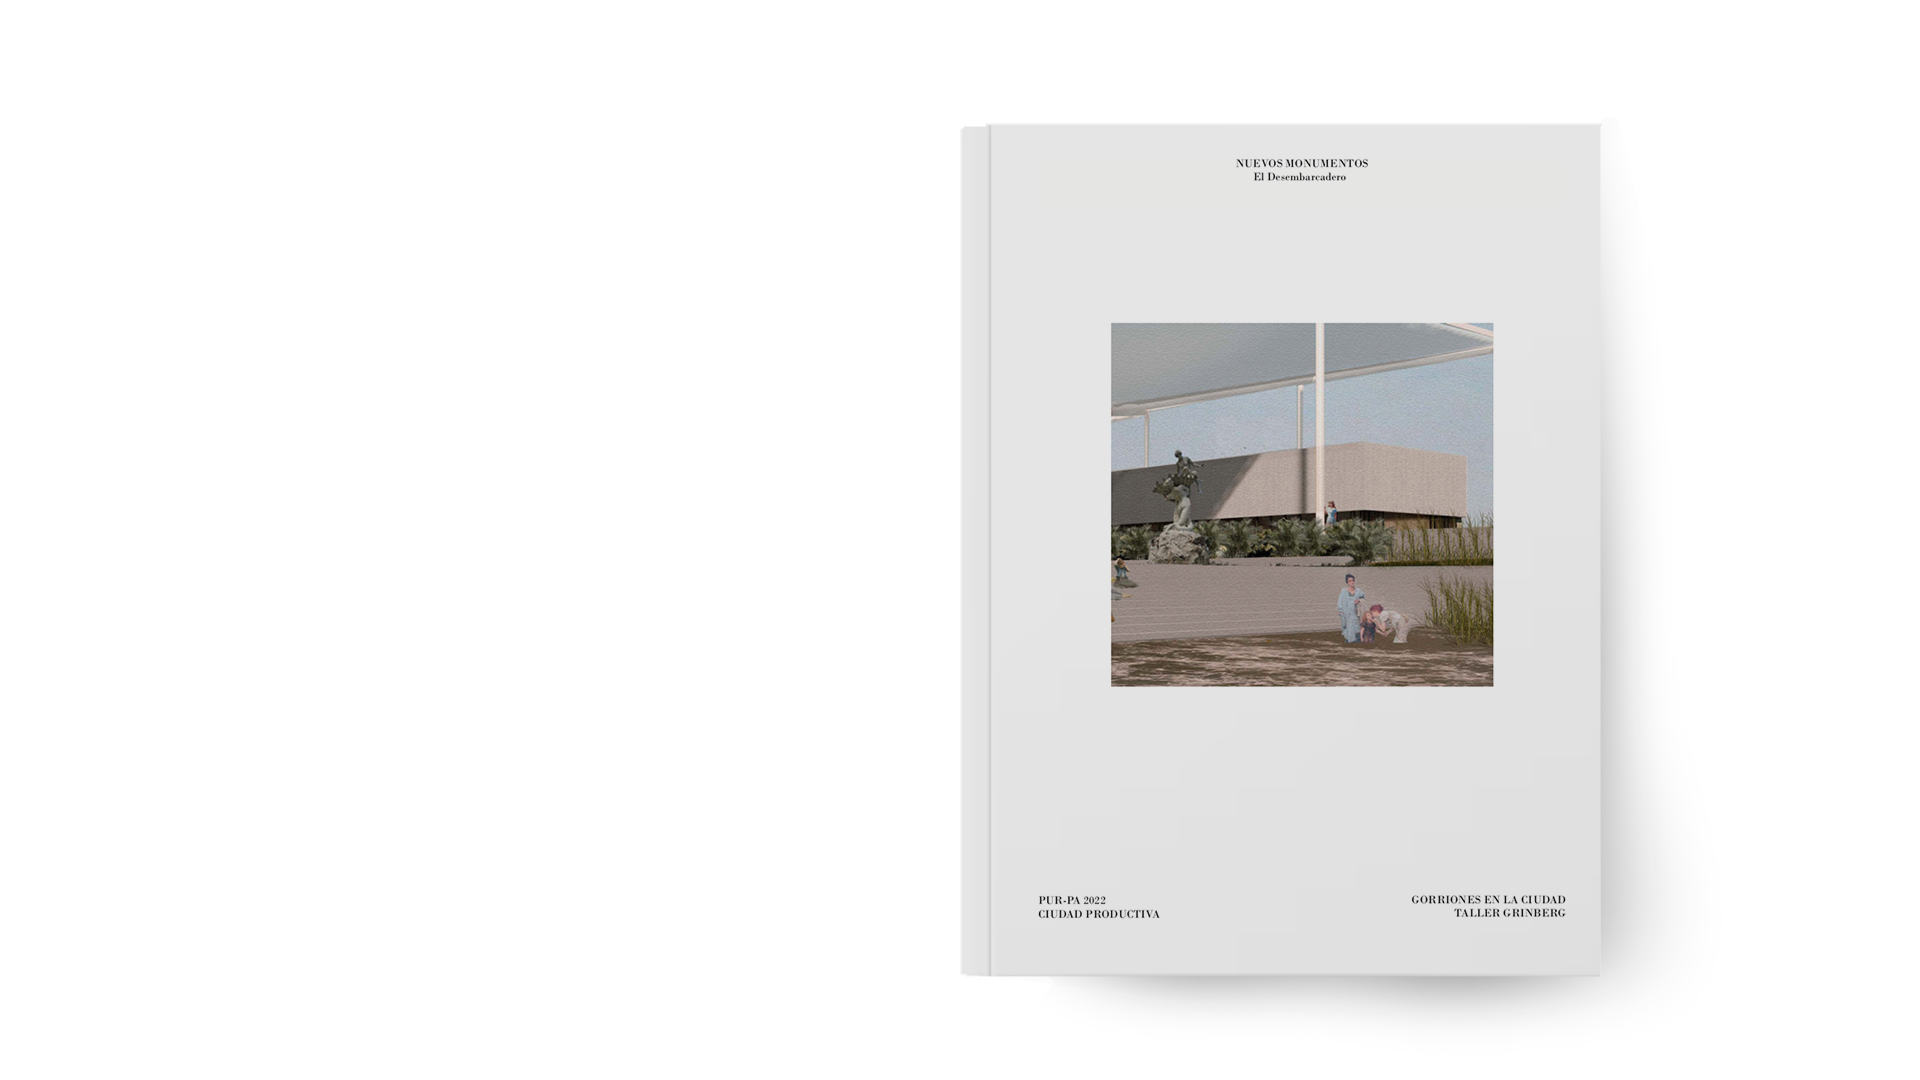 NUEVOS MONUMENTOS
El Desembarcadero
PUR-PA 2022
CIUDAD PRODUCTIVA
GORRIONES EN LA CIUDAD
TALLER GRINBERG